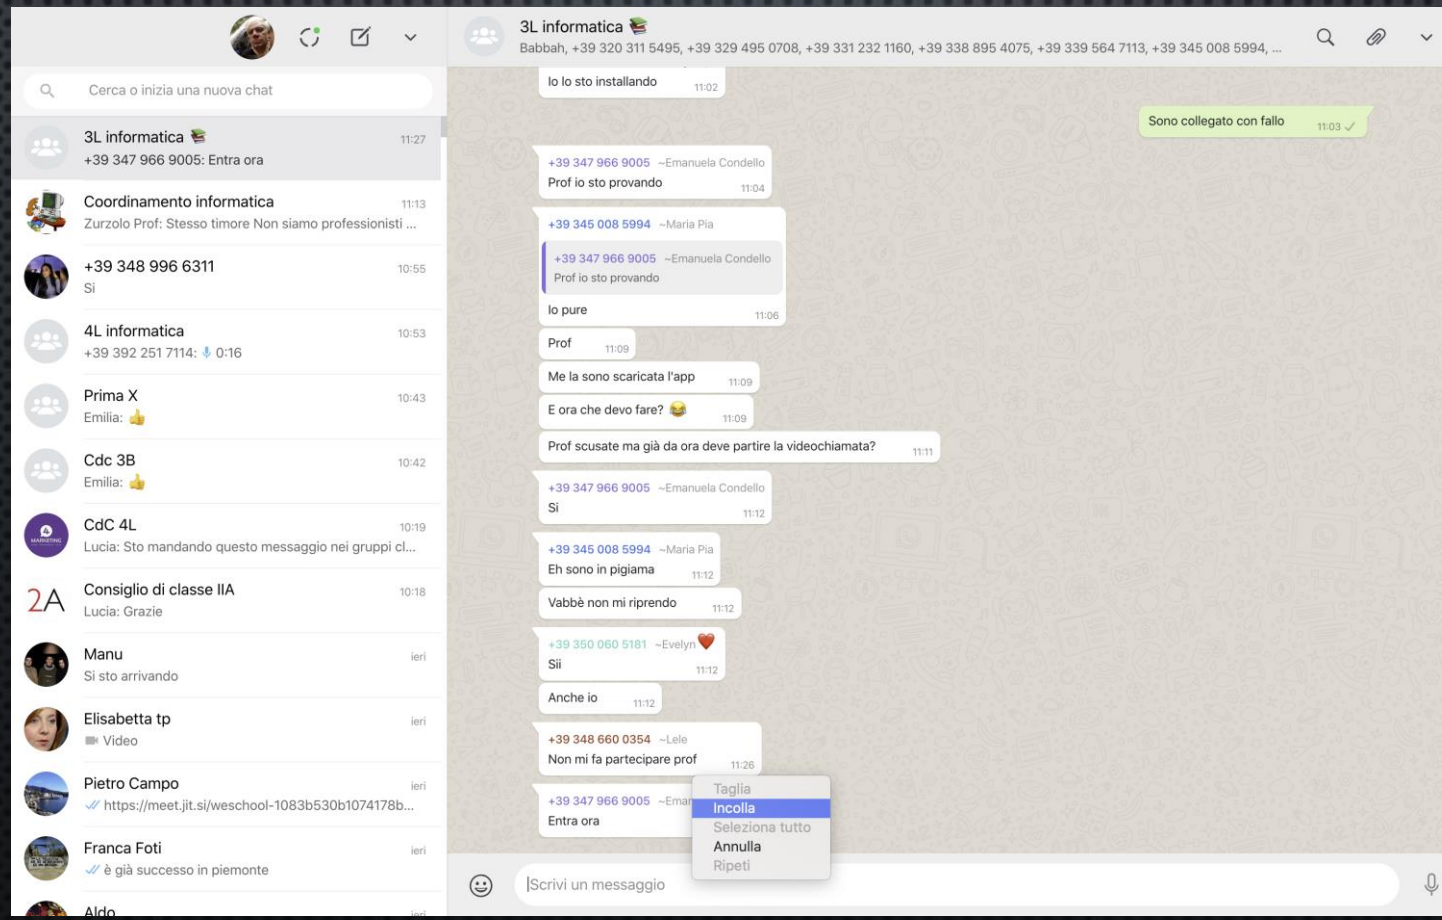 Cerca o inizia una nuova chat
3L informatica 📚
11:27
+39 347 966 9005: Entra ora
Coordinamento informatica
11:13
Zurzolo Prof: Stesso timore Non siamo professionisti ...
+39 348 996 6311
10:55
Si
4L informatica
10:53
+39 392 251 7114: 0:16
Prima X
10:43
Emilia: 👍
Cdc 3B
10:42
Emilia: 👍
MARKETING
CdC 4L
10:19
Lucia: Sto mandando questo messaggio nei gruppi cl...
2A
Consiglio di classe IIA
10:18
Lucia: Grazie
Manu
ieri
Si sto arrivando
Elisabetta tp
ieri
Video
Pietro Campo
ieri
https://meet.jit.si/weschool-1083b530b1074178b...
Franca Foti
ieri
è già successo in piemonte
Aldo
ieri
3L informatica 📚
Babbah, +39 320 311 5495, +39 329 495 0708, +39 331 232 1160, +39 338 895 4075, +39 339 564 7113, +39 345 008 5994, ...
Io lo sto installando
11:02
Sono collegato con fallo
11:03
+39 347 966 9005 ~Emanuela Condello
Prof io sto provando
11:04
+39 345 008 5994 ~Maria Pia
+39 347 966 9005 ~Emanuela Condello
Prof io sto provando
Io pure
11:06
Prof
11:09
Me la sono scaricata l'app
11:09
E ora che devo fare? 😂
11:09
Prof scusate ma già da ora deve partire la videochiamata?
11:11
+39 347 966 9005 ~Emanuela Condello
Si
11:12
+39 345 008 5994 ~Maria Pia
Eh sono in pigiama
11:12
Vabbè non mi riprendo
11:12
+39 350 060 5181 ~Evelyn❤️
Sii
11:12
Anche io
11:12
+39 348 660 0354 ~Lele
Non mi fa partecipare prof
11:26
+39 347 966 9005 ~Emar
Entra ora
Taglia
Incolla
Seleziona tutto
Annulla
Ripeti
Scrivi un messaggio